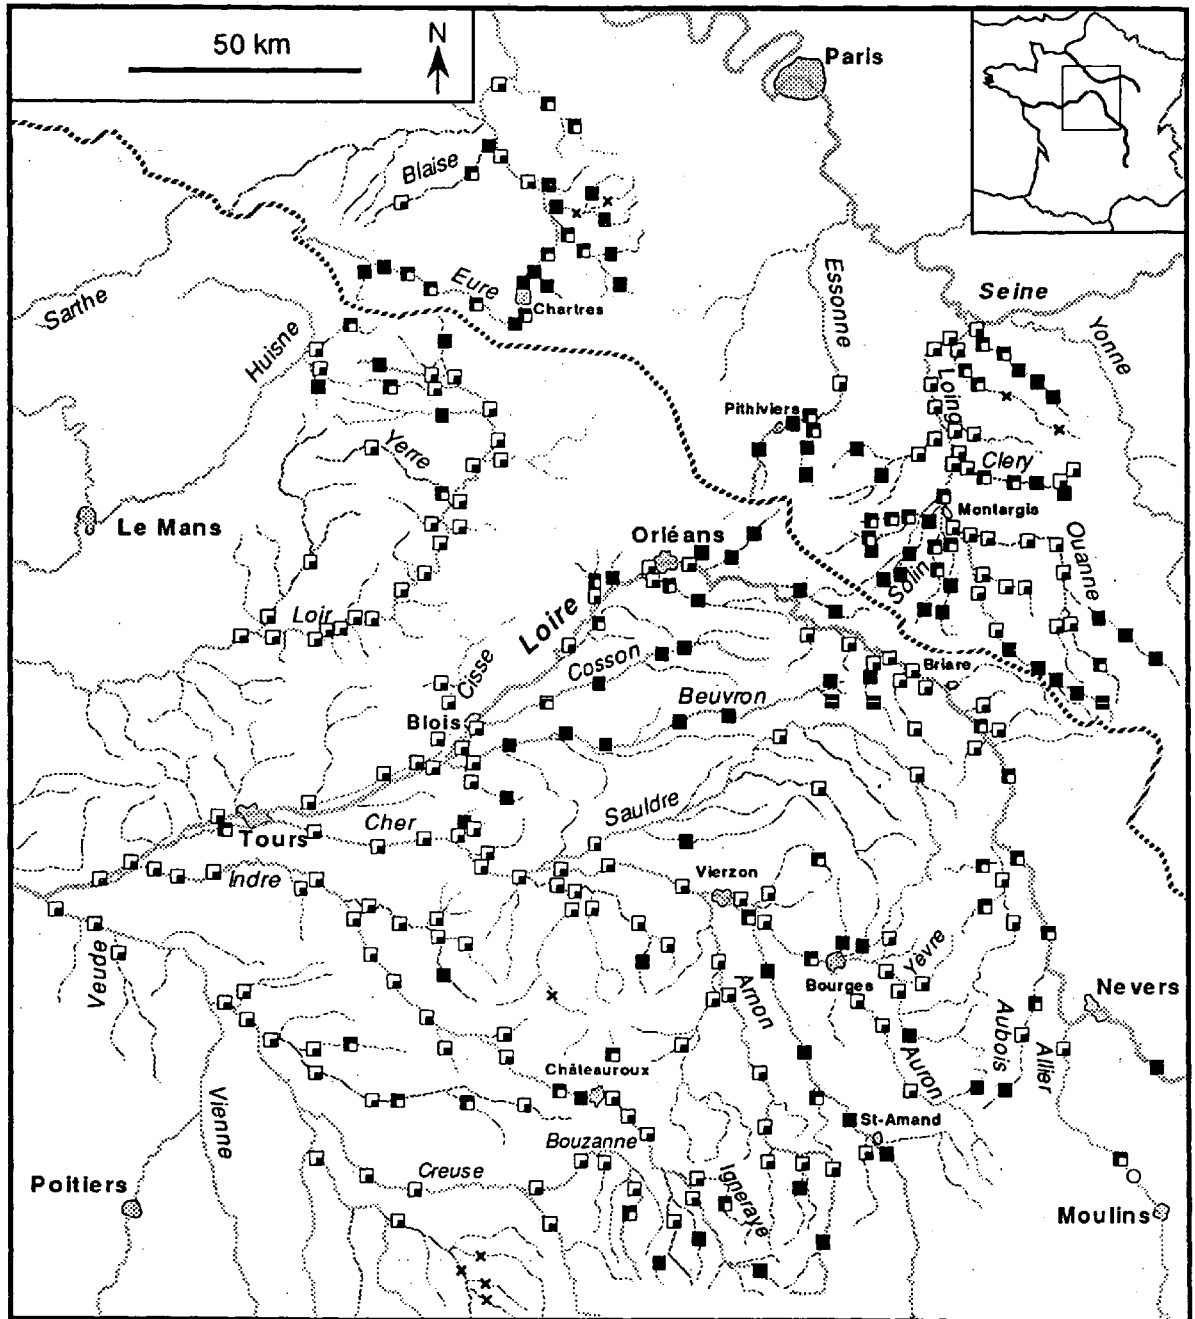 50 km
N
Paris
Blaise
Eure
Chartres
Sarthe
Huisne
Essonne
Seine
Yonne
Loing
Pithiviers
Yerre
Clery
Le Mans
Montargis
Orléans
Ouanne
Solin
Loir
Loire
Cisse
Cosson
Briare
Beuvron
Blois
Sauldre
Cher
Tours
Indre
Vierzon
Veude
Yèvre
Bourges
Nevers
Arnon
Aubois
Allier
Auron
Châteauroux
Vienne
St-Amand
Bouzanne
Creuse
Igneraye
Poitiers
Moulins